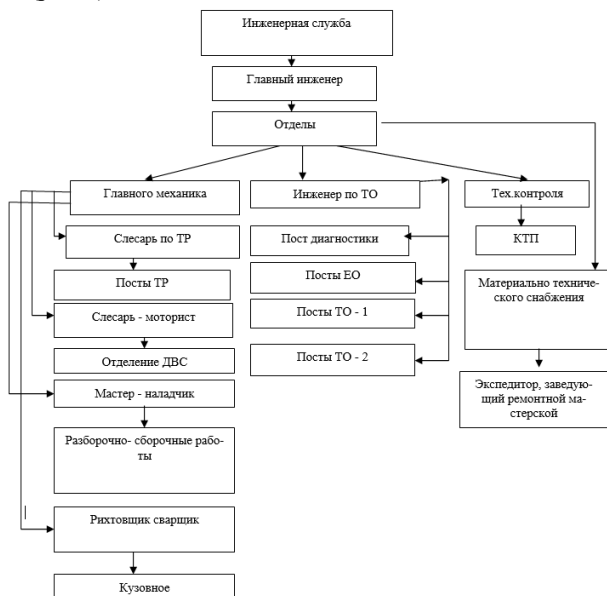 Инженерная служба
Главный инженер
Отделы
Главного механика
Инженер по ТО
Тех.контроля
Слесарь по ТР
Пост диагностики
КТП
Посты ТР
Посты ЕО
Материально техниче-
ского снабжения
Слесарь - моторист
Посты ТО - 1
Отделение ДВС
Посты ТО - 2
Мастер - наладчик
Экспедитор, заведую-
щий ремонтной ма-
стерской
Разборочно- сборочные рабо-
ты
Рихтовщик сварщик
Кузовное